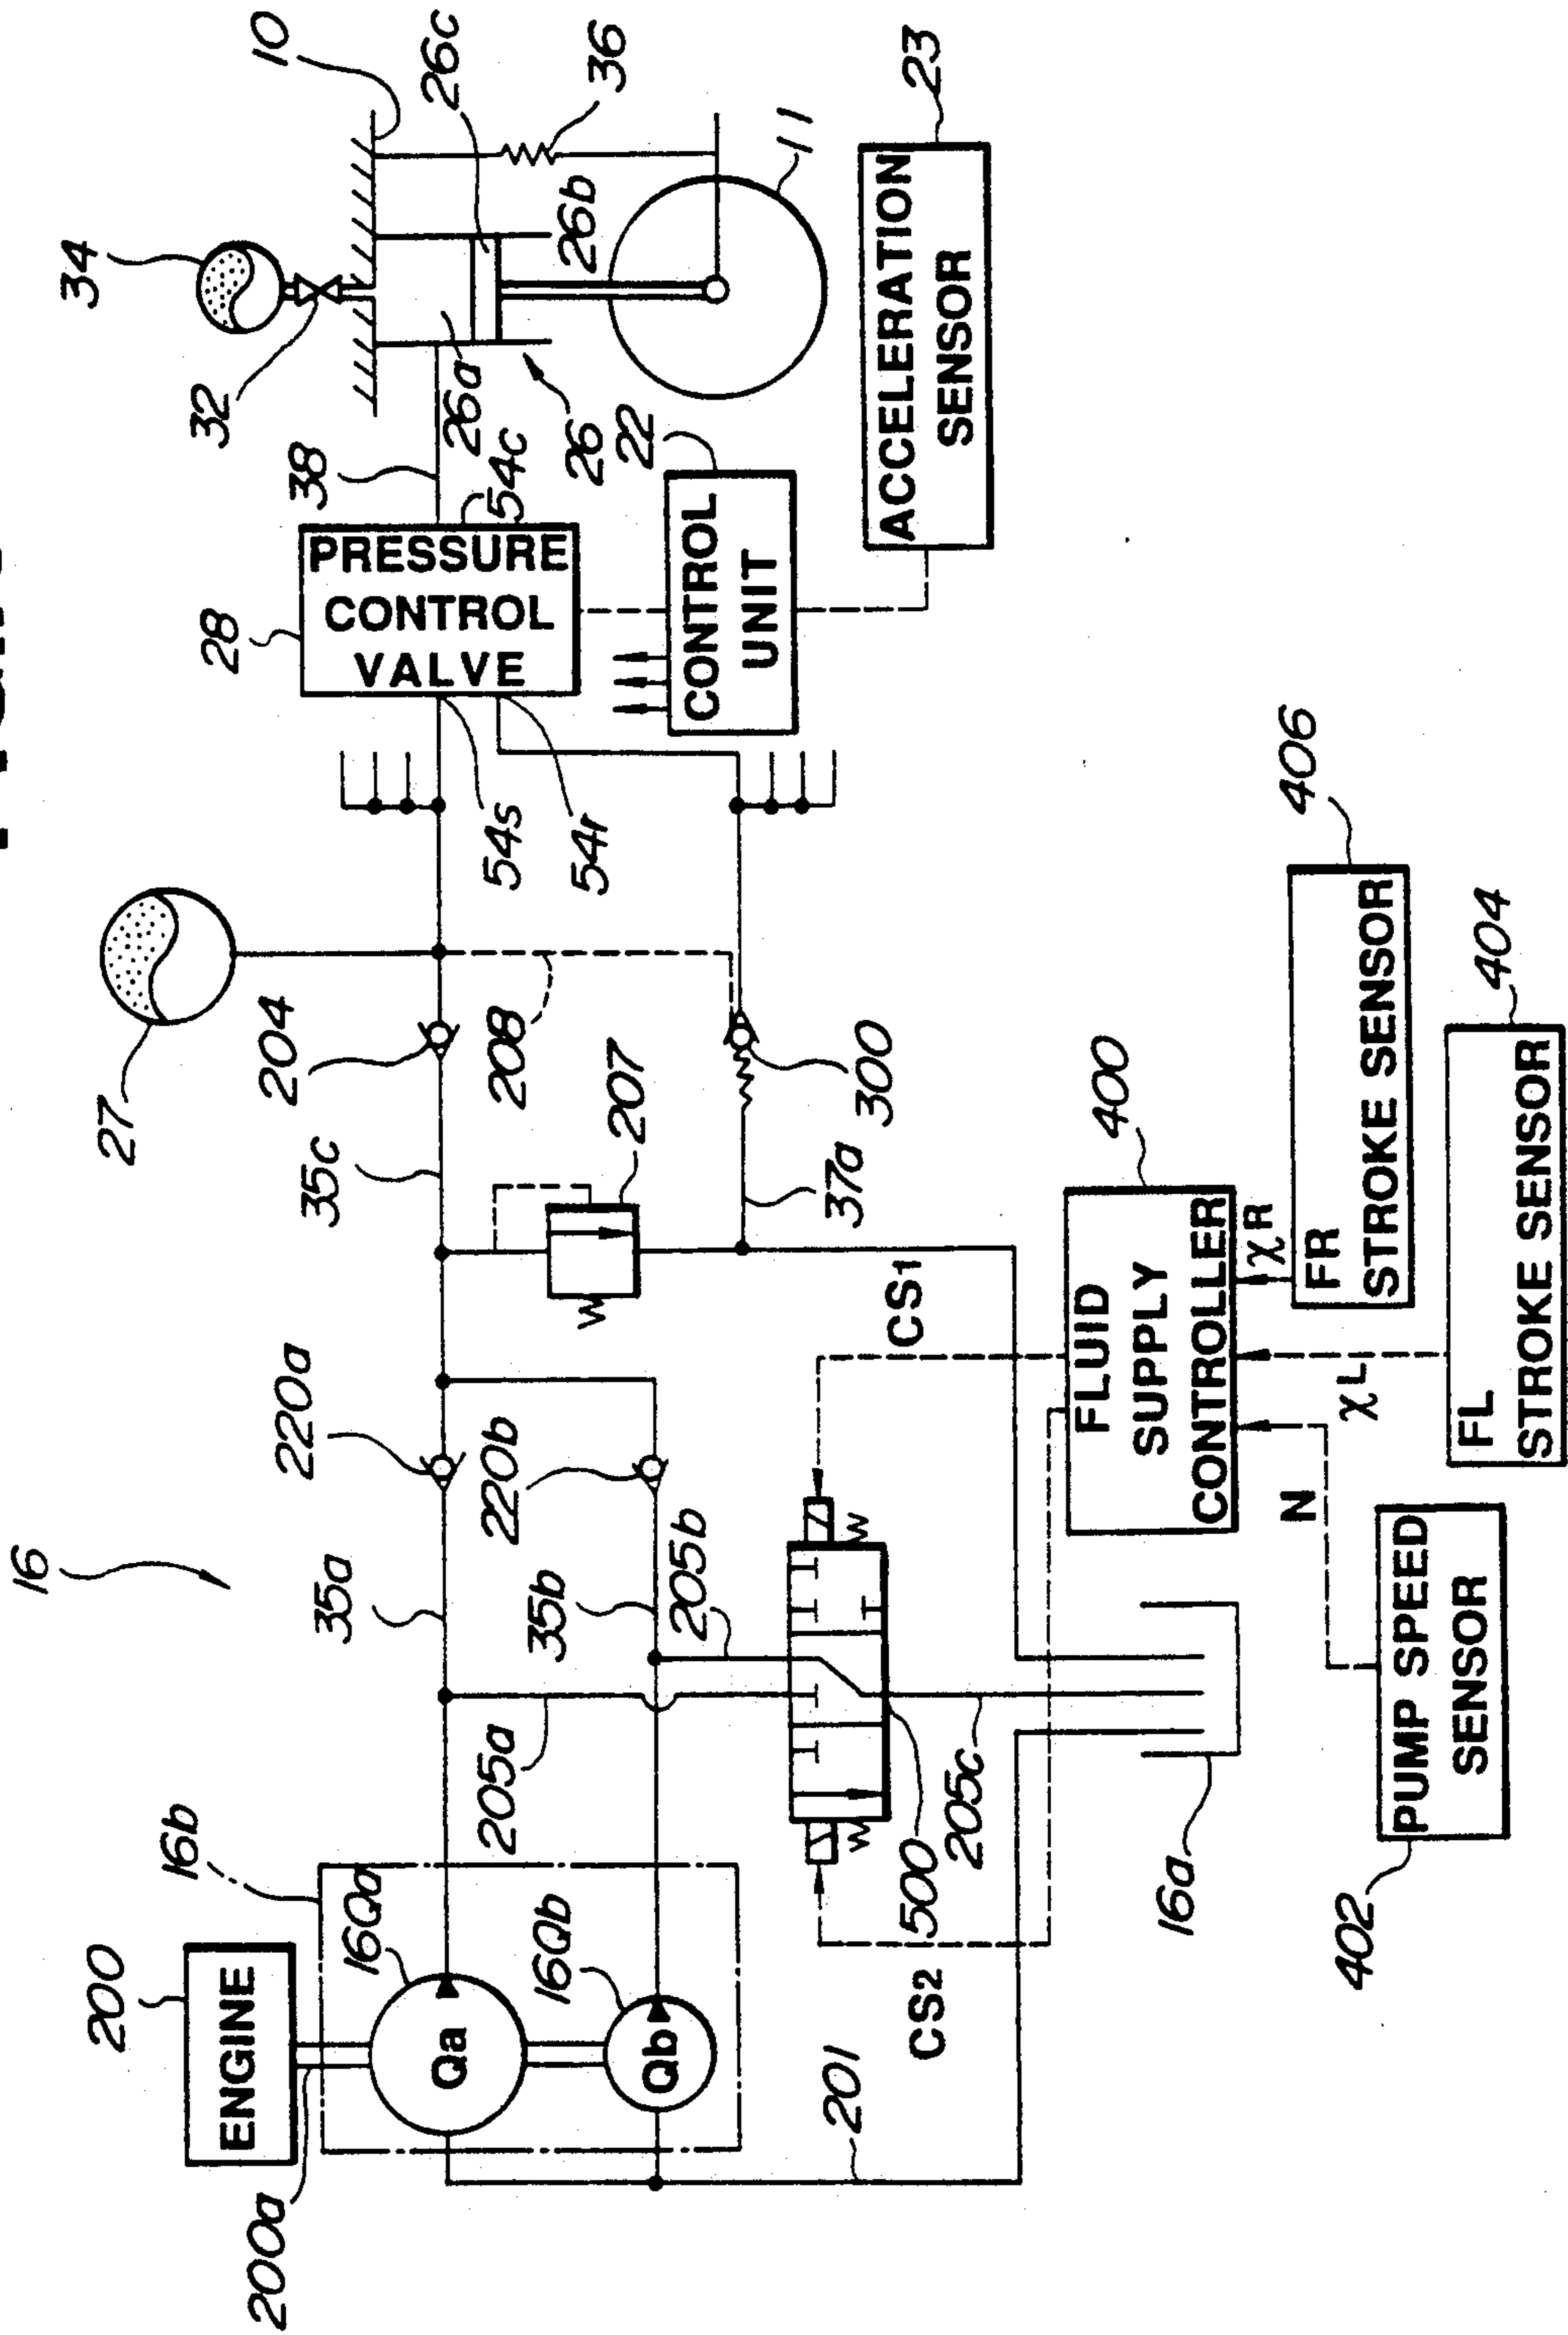 16
27
34
10
200
16b
220a
35c
204
28
38
32
26c
36
200a
ENGINE
16Qa
Qa
35a
PRESSURE
CONTROL
VALVE
54c
26a
26b
26
11
205a
35b
220b
207
208
54s
54r
22
CONTROL
UNIT
23
ACCELERATION
SENSOR
16Qb
Qb
205b
37a
300
CS1
CS2
500
205c
201
16a
400
FLUID
SUPPLY
CONTROLLER
N
χL
χR
406
FR
STROKE SENSOR
404
FL
STROKE SENSOR
402
PUMP SPEED
SENSOR